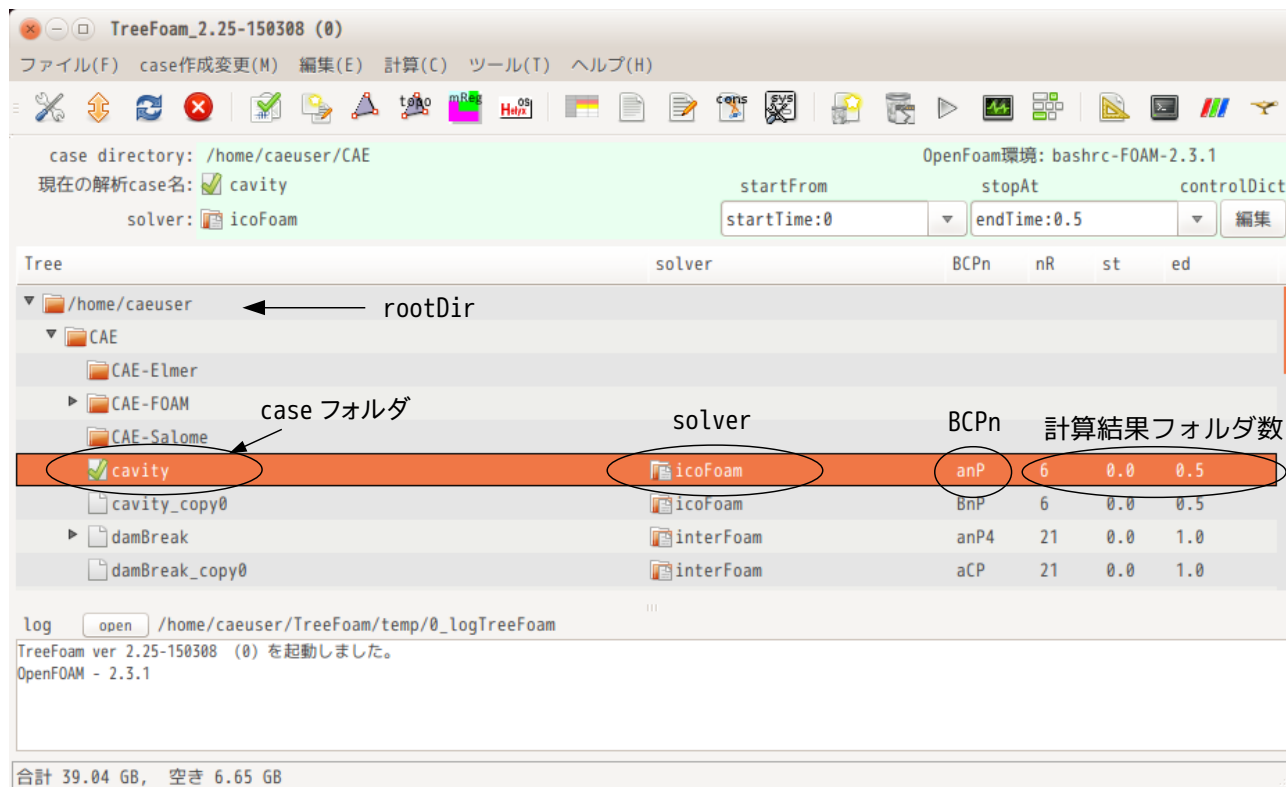 TreeFoam_2.25-150308 (0)
ファイル(F) case作成変更(M) 編集(E) 計算(C) ツール(T) ヘルプ(H)
topo mReg Helyx OS cons sys
case directory: /home/caeuser/CAE OpenFoam環境: bashrc-FOAM-2.3.1
現在の解析case名: cavity startFrom stopAt controlDict
solver: icoFoam startTime:0 endTime:0.5 編集
Tree solver BCPn nR st ed
/home/caeuser rootDir
CAE
CAE-Elmer
CAE-FOAM case フォルダ solver BCPn 計算結果フォルダ数
CAE-Salome
cavity icoFoam anP 6 0.0 0.5
cavity_copy0 icoFoam BnP 6 0.0 0.5
damBreak interFoam anP4 21 0.0 1.0
damBreak_copy0 interFoam aCP 21 0.0 1.0
log open /home/caeuser/TreeFoam/temp/0_logTreeFoam
TreeFoam ver 2.25-150308 (0) を起動しました。
OpenFOAM - 2.3.1
合計 39.04 GB, 空き 6.65 GB